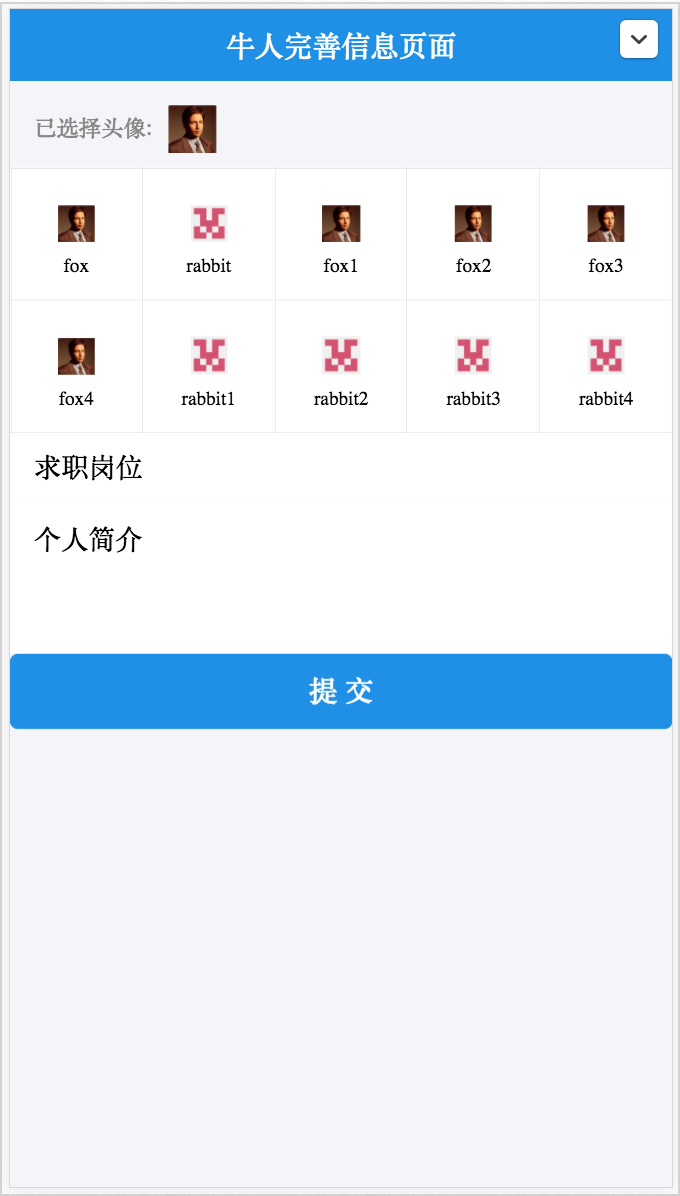 牛人完善信息页面
已选择头像:
fox rabbit fox1 fox2 fox3
fox4 rabbit1 rabbit2 rabbit3 rabbit4
求职岗位
个人简介
提 交